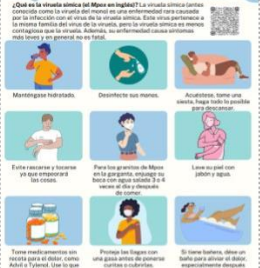 ¿Qué es la viruela símica (el Mpox en inglés)? La viruela símica (antes
conocida como la viruela del mono) es una enfermedad rara causada
por la infección con el virus de la viruela símica. Este virus pertenece a
la misma familia del virus de la viruela, pero la viruela símica es menos
contagiosa que la viruela. Además, su enfermedad causa síntomas
más leves y en general no es fatal.
Manténgase hidratado.
Desinfecte sus manos.
Acuéstese, tome una
siesta, haga todo lo posible
para descansar.
Evite rascarse y tocarse
ya que empeorará
las cosas.
Para los granitos de Mpox
en la garganta, enjuague su
boca con agua salada 3 o 4
veces al día y después
de comer.
Lave su piel con
jabón y agua.
Tome medicamentos sin
receta para el dolor, como
Advil o Tylenol. Use lo que
Proteja las llagas con
una gasa antes de ponerse
curitas o cubrirlas.
Si tiene bañera, dése un
baño para aliviar el dolor,
especialmente después